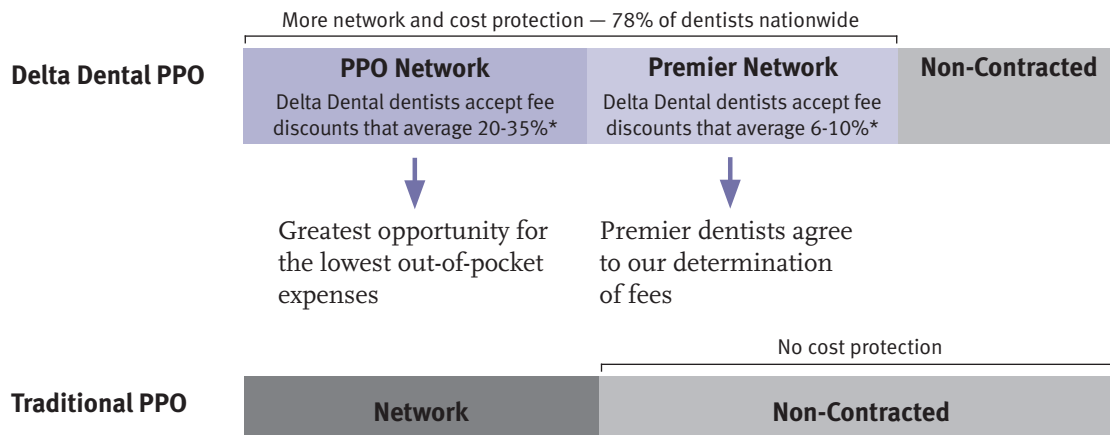 More network and cost protection — 78% of dentists nationwide
Delta Dental PPO
PPO Network
Delta Dental dentists accept fee
discounts that average 20-35%*
Premier Network
Delta Dental dentists accept fee
discounts that average 6-10%*
Non-Contracted
Greatest opportunity for
the lowest out-of-pocket
expenses
Premier dentists agree
to our determination
of fees
No cost protection
Traditional PPO
Network
Non-Contracted